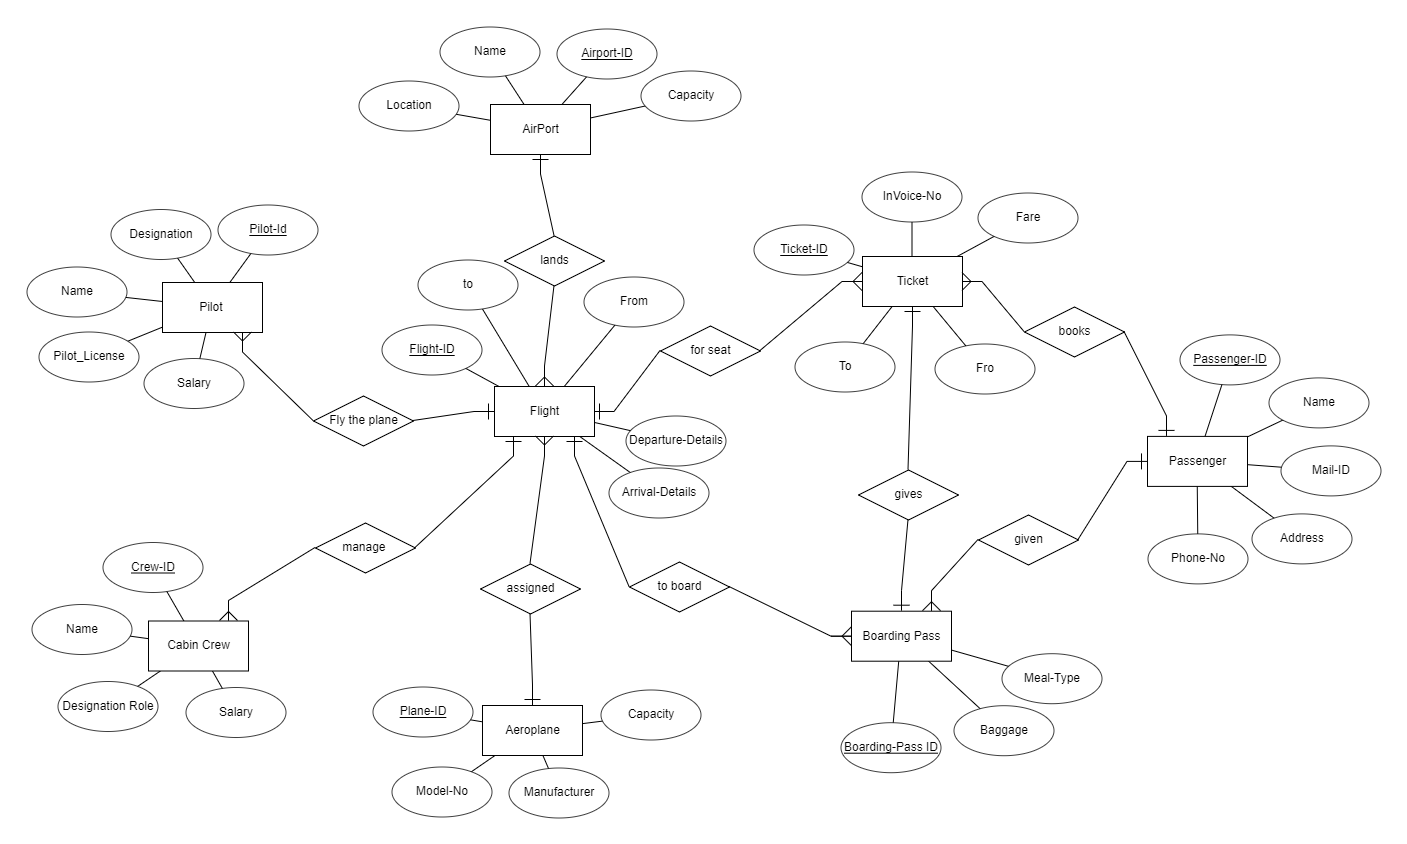 Name
Airport-ID
Location
Capacity
AirPort
InVoice-No
Fare
Designation
Pilot-Id
Ticket-ID
lands
Ticket
Name
to
From
Pilot
books
Flight-ID
for seat
Pilot_License
Salary
To
Fro
Passenger-ID
Name
Flight
Fly the plane
Departure-Details
Passenger
Mail-ID
Arrival-Details
gives
given
Address
Phone-No
manage
Crew-ID
assigned
to board
Name
Cabin Crew
Boarding Pass
Meal-Type
Designation Role
Salary
Plane-ID
Capacity
Aeroplane
Baggage
Boarding-Pass ID
Model-No
Manufacturer